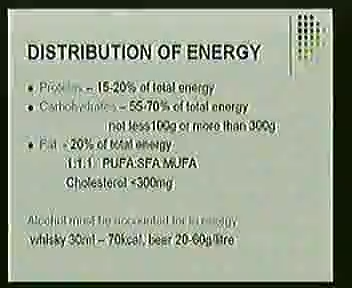 DISTRIBUTION OF ENERGY
Proteins – 15-20% of total energy
Carbohydrates – 55-70% of total energy
not less 100g or more than 300g
Fat - 20% of total energy
1:1:1 PUFA:SFA:MUFA
Cholesterol <300mg
Alcohol must be accounted for in energy
whisky 30ml – 70kcal, beer 20-60g/litre